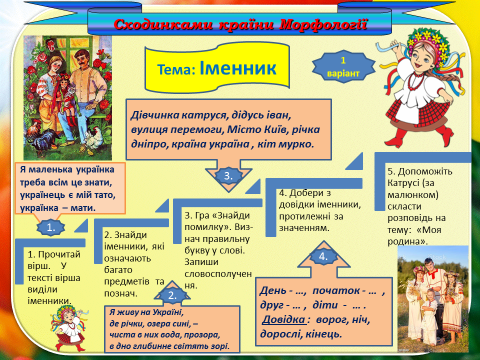 Сходинками країни Морфології
Тема: Іменник
1
варіант
Дівчинка катруся, дідусь іван,
вулиця перемоги, Місто Київ, річка
дніпро, країна україна , кіт мурко.
3.
Я маленька українка
треба всім це знати,
українець є мій тато,
українка – мати.
1.
1. Прочитай
вірш. У
тексті вірша
виділи
іменники.
2. Знайди
іменники, які
означають
багато
предметів та
познач.
2.
Я живу на Україні,
де річки, озера сині, –
чиста в них вода, прозора,
в дно глибинне світять зорі.
3. Гра «Знайди
помилку». Виз-
нач правильну
букву у слові.
Запиши
словосполучен
ня.
4. Добери з
довідки іменники,
протилежні за
значенням.
4.
День - ..., початок - ... ,
друг - ... , діти - ... .
Довідка : ворог, ніч,
дорослі, кінець.
5. Допоможіть
Катрусі (за
малюнком)
скласти
розповідь на
тему: «Моя
родина».